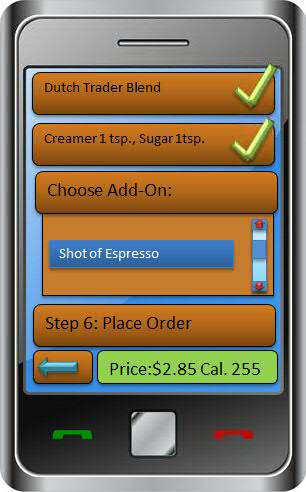 Dutch Trader Blend
Creamer 1 tsp., Sugar 1tsp.
Choose Add-On:
Shot of Espresso
Step 6: Place Order
Price:$2.85 Cal. 255